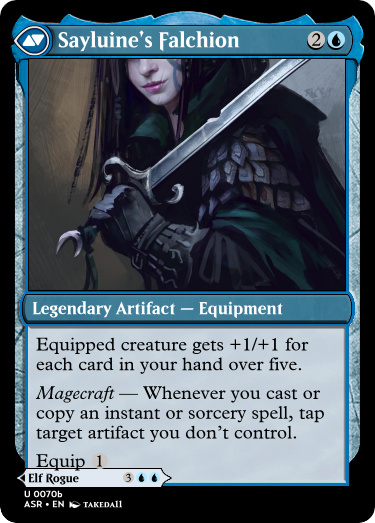 Sayluine's Falchion 2
Legendary Artifact — Equipment
Equipped creature gets +1/+1 for
each card in your hand over five.
Magecraft — Whenever you cast or
copy an instant or sorcery spell, tap
target artifact you don't control.
Equip 1
Elf Rogue 3
U 0070b
ASR • EN TAKEDA11